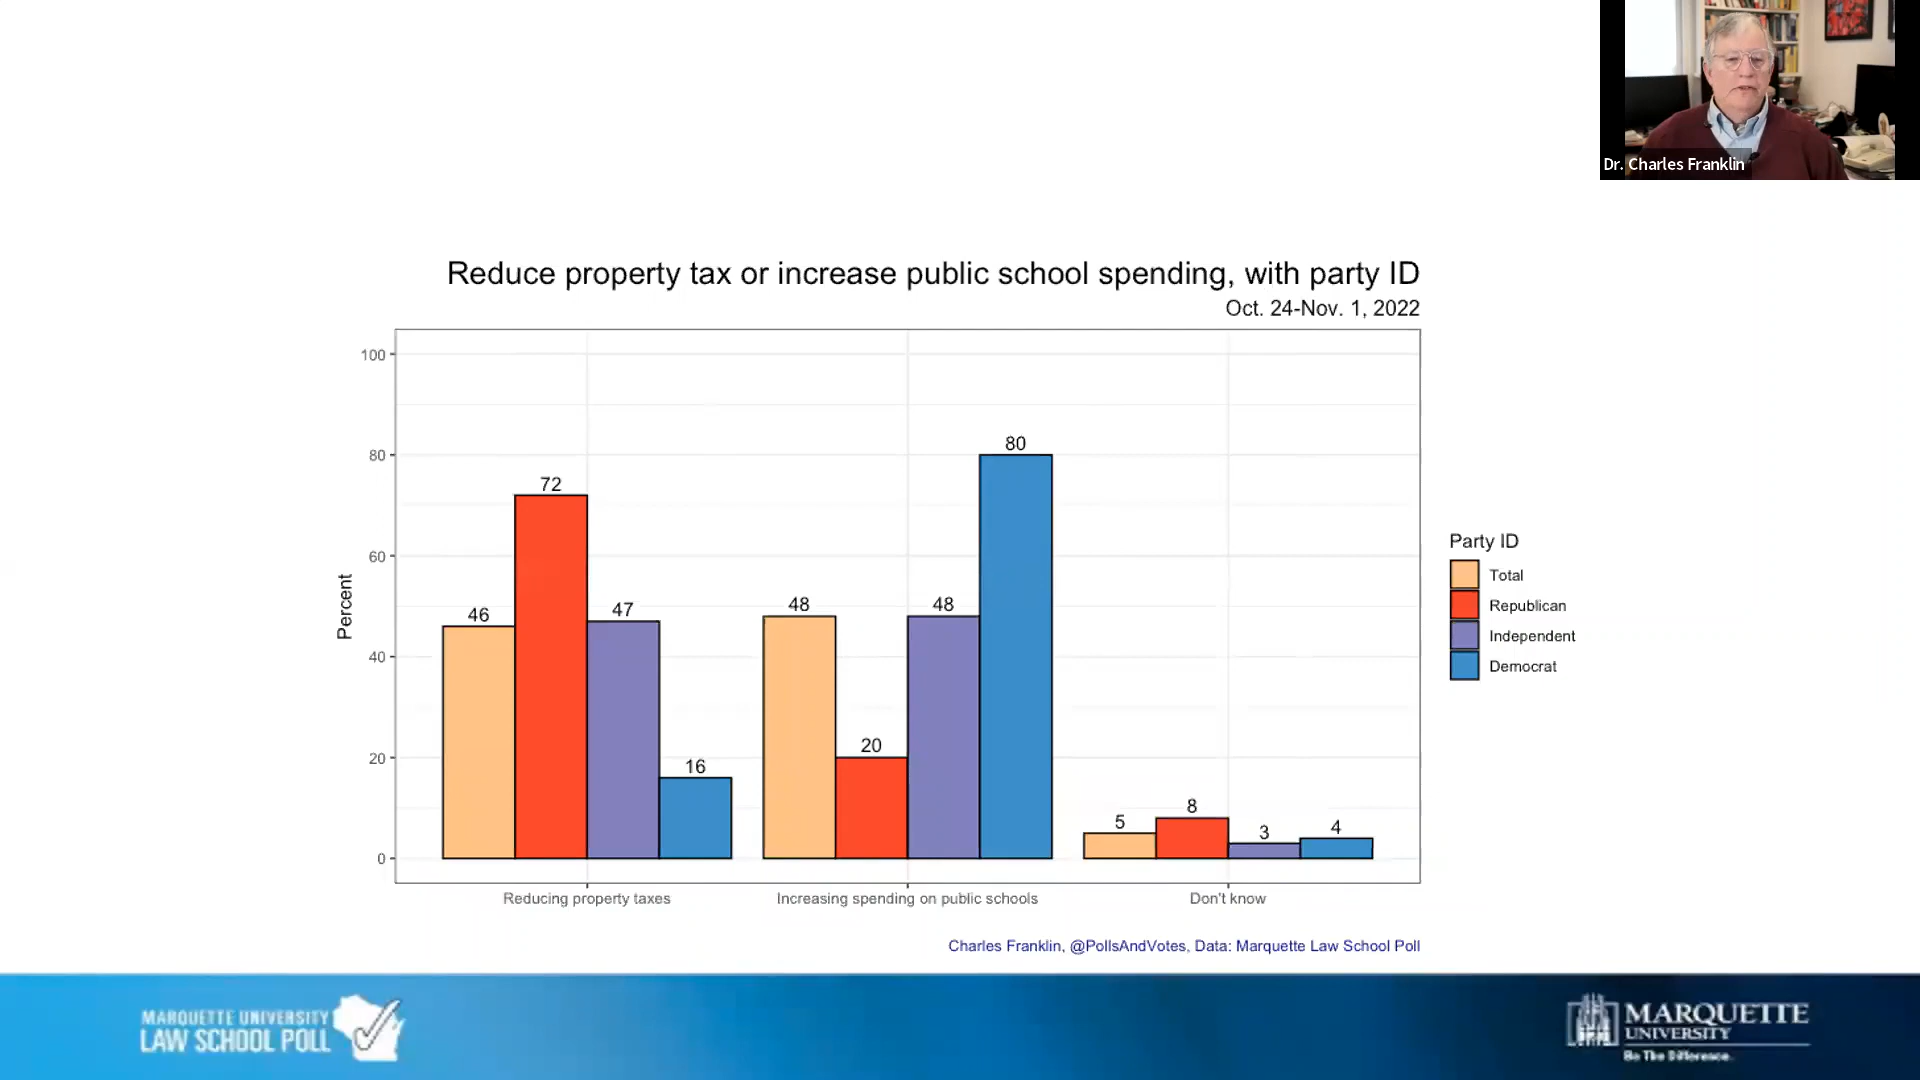 Dr. Charles Franklin
Reduce property tax or increase public school spending, with party ID
Oct. 24-Nov. 1, 2022
100
80
60
40
20
0
Percent
46
72
47
16
48
20
48
80
5
8
3
4
Reducing property taxes
Increasing spending on public schools
Don't know
Party ID
Total
Republican
Independent
Democrat
Charles Franklin, @PollsAndVotes, Data: Marquette Law School Poll
MARQUETTE UNIVERSITY
LAW SCHOOL POLL
MARQUETTE
UNIVERSITY
Be The Difference.